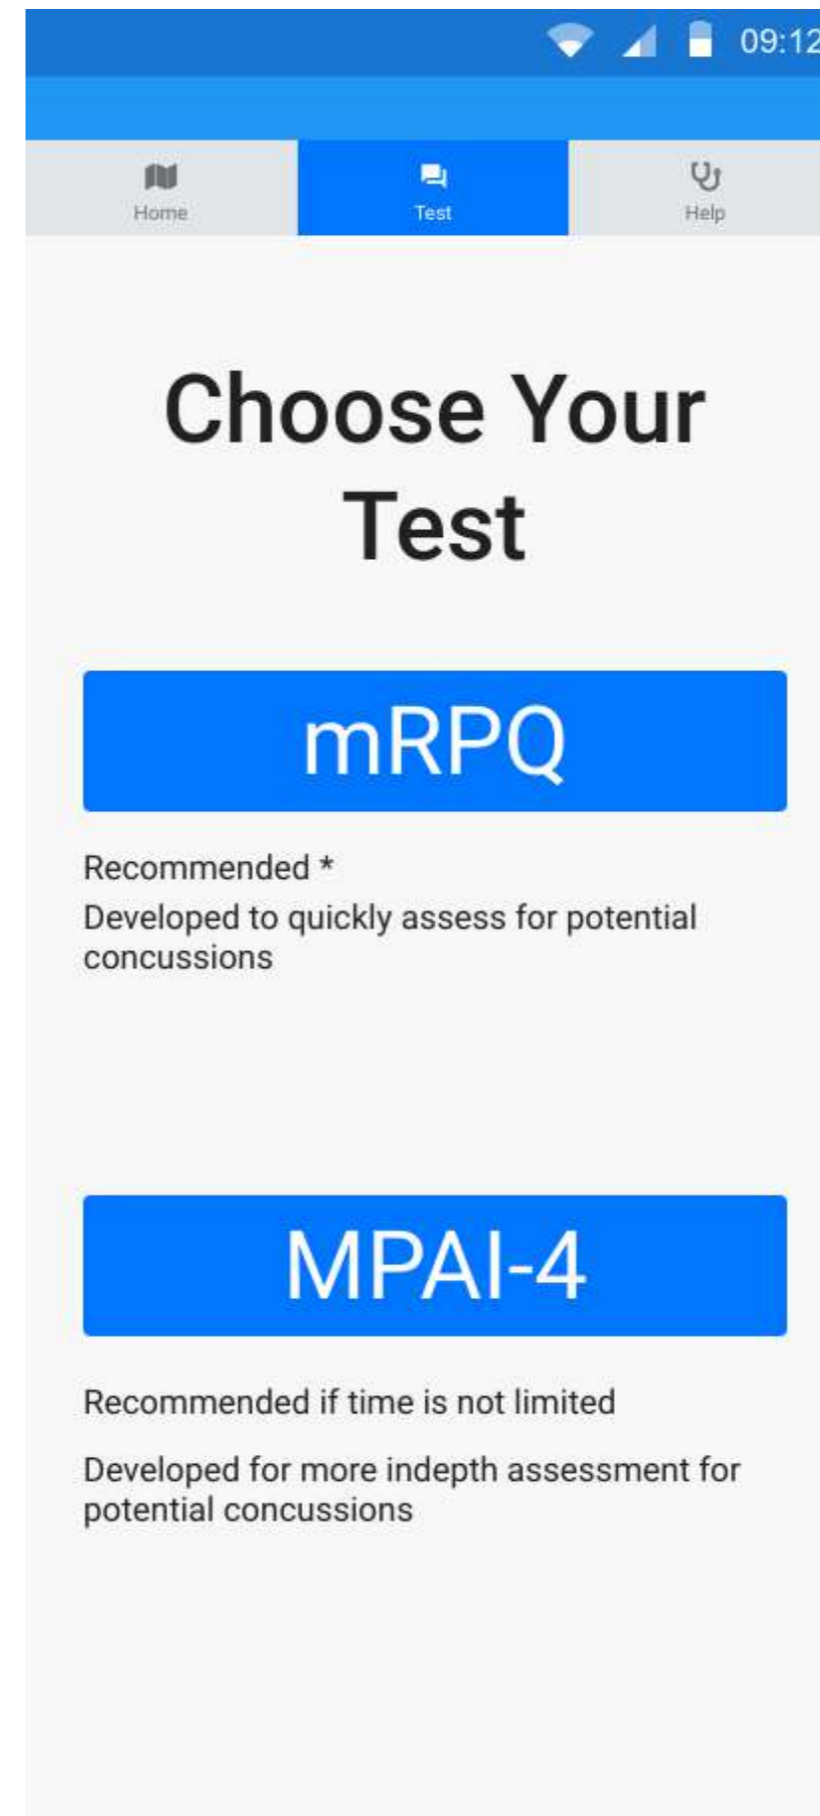 09:12
Home Test Help
Choose Your
Test
mRPQ
Recommended *
Developed to quickly assess for potential
concussions
MPAI-4
Recommended if time is not limited
Developed for more indepth assessment for
potential concussions